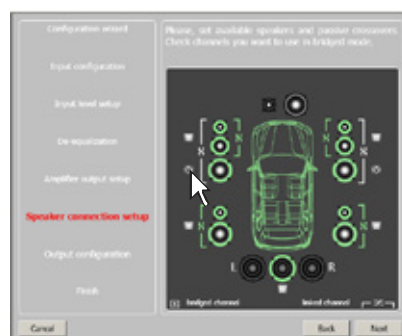 Configuration wizard
Input configuration
Input level setup
De-equalization
Amplifier output setup
Speaker connection setup
Output configuration
Finish
Please, set available speakers and passive crossovers.
Check channels you want to use in bridged mode.
L
R
bridged channel
linked channel
Cancel
Back
Next